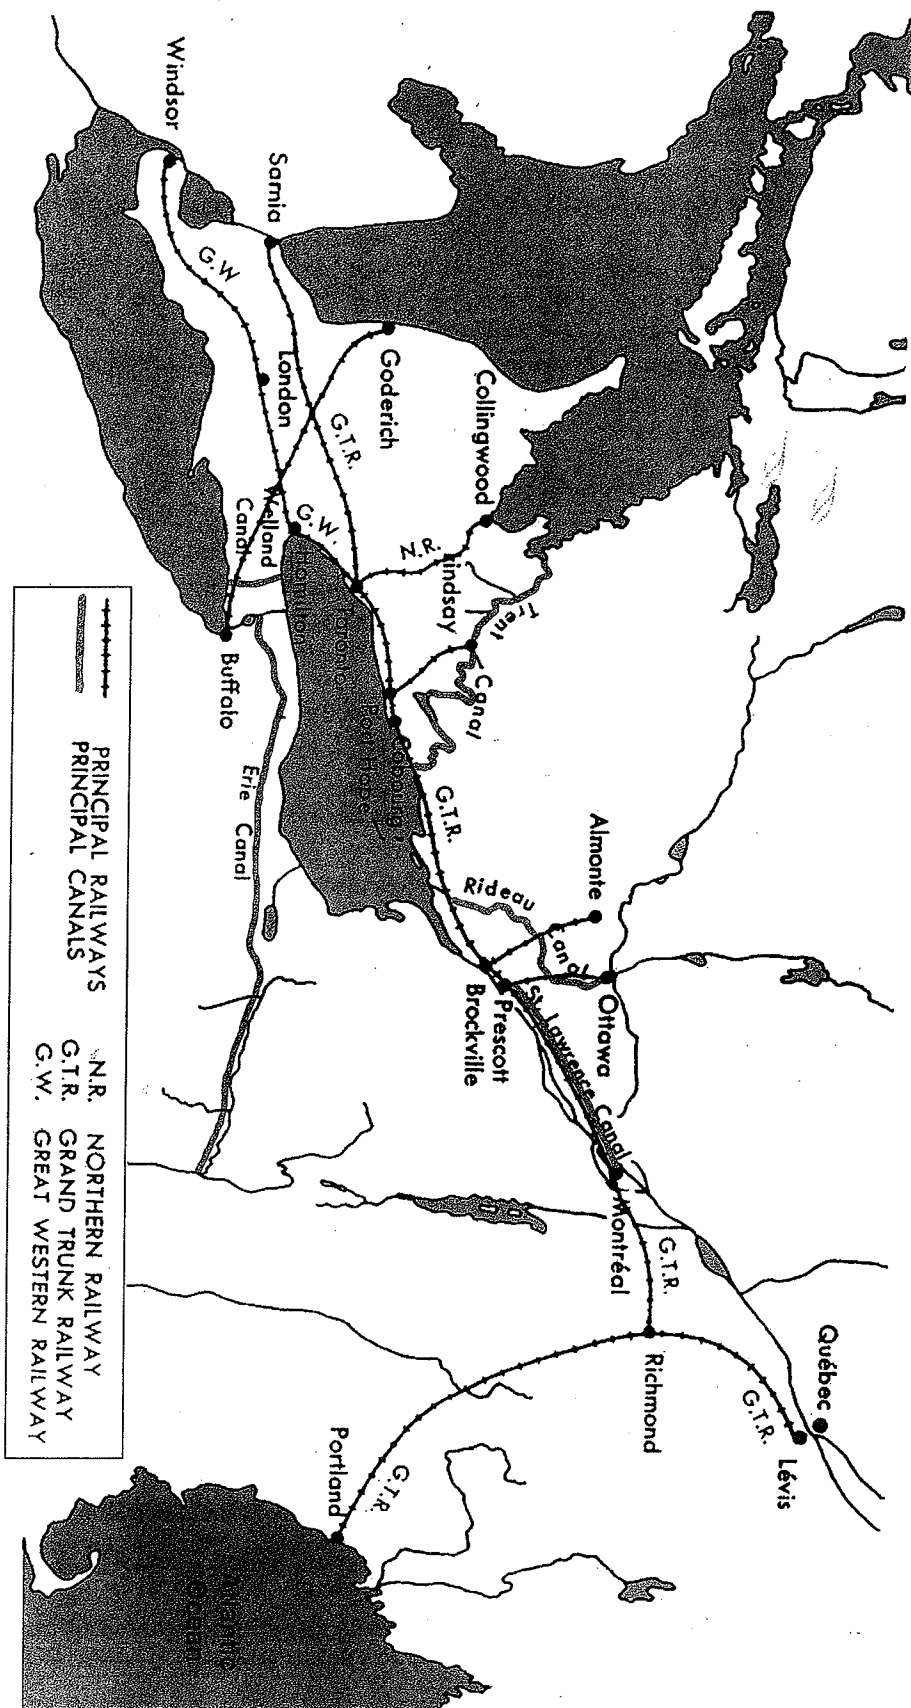 Windsor
Sarnia
G.W
London
Goderich
G.T.R.
Collingwood
G.W.
N.R.
Lindsay
Trent
Canal
Welland
Canal
Hamilton
Toronto
Port Hope
Cobourg
Buffalo
Erie Canal
G.T.R.
Almonte
Rideau
Canal
Ottawa
Prescott
Brockville
St. Lawrence Canal
Montréal
G.T.R.
Richmond
Québec
Lévis
G.T.R.
G.T.R.
Portland
Atlantic
Ocean
PRINCIPAL RAILWAYS
PRINCIPAL CANALS
N.R. NORTHERN RAILWAY
G.T.R. GRAND TRUNK RAILWAY
G.W. GREAT WESTERN RAILWAY